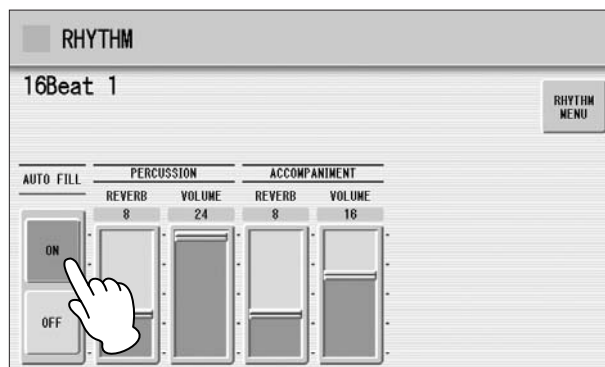 RHYTHM
16Beat 1
RHYTHM
MENU
AUTO FILL
PERCUSSION
ACCOMPANIMENT
REVERB VOLUME REVERB VOLUME
8 24 8 16
ON
OFF